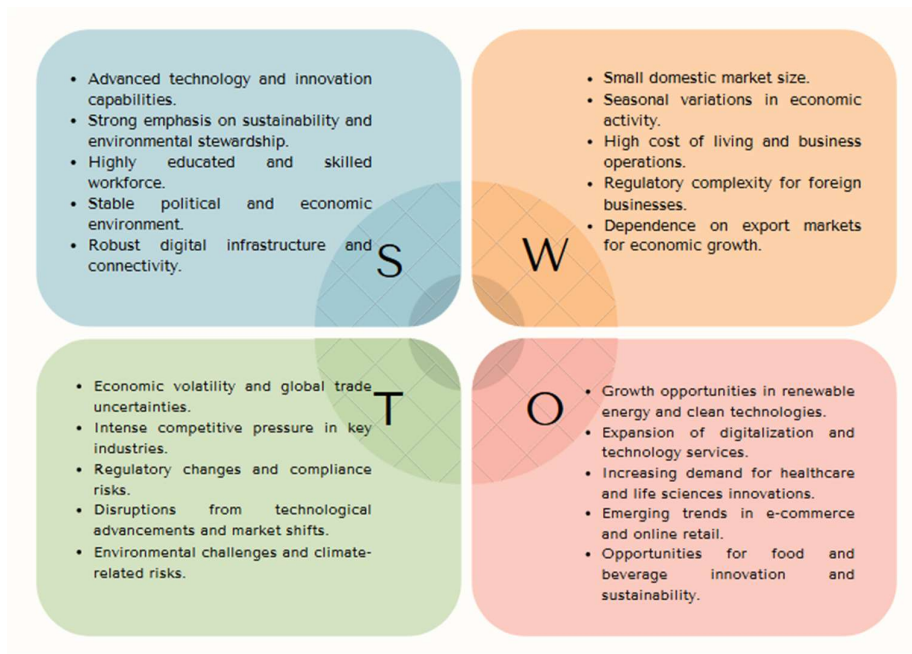 • Advanced technology and innovation
capabilities.
• Strong emphasis on sustainability and
environmental stewardship.
• Highly educated and skilled
workforce.
• Stable political and economic
environment.
• Robust digital infrastructure and
connectivity.
S
W
• Small domestic market size.
• Seasonal variations in economic
activity.
• High cost of living and business
operations.
• Regulatory complexity for foreign
businesses.
• Dependence on export markets
for economic growth.
• Economic volatility and global trade
uncertainties.
• Intense competitive pressure in key
industries.
• Regulatory changes and compliance
risks.
• Disruptions from technological
advancements and market shifts.
• Environmental challenges and climate-
related risks.
T
O
• Growth opportunities in renewable
energy and clean technologies.
• Expansion of digitalization and
technology services.
• Increasing demand for healthcare
and life sciences innovations.
• Emerging trends in e-commerce
and online retail.
• Opportunities for food and
beverage innovation and
sustainability.